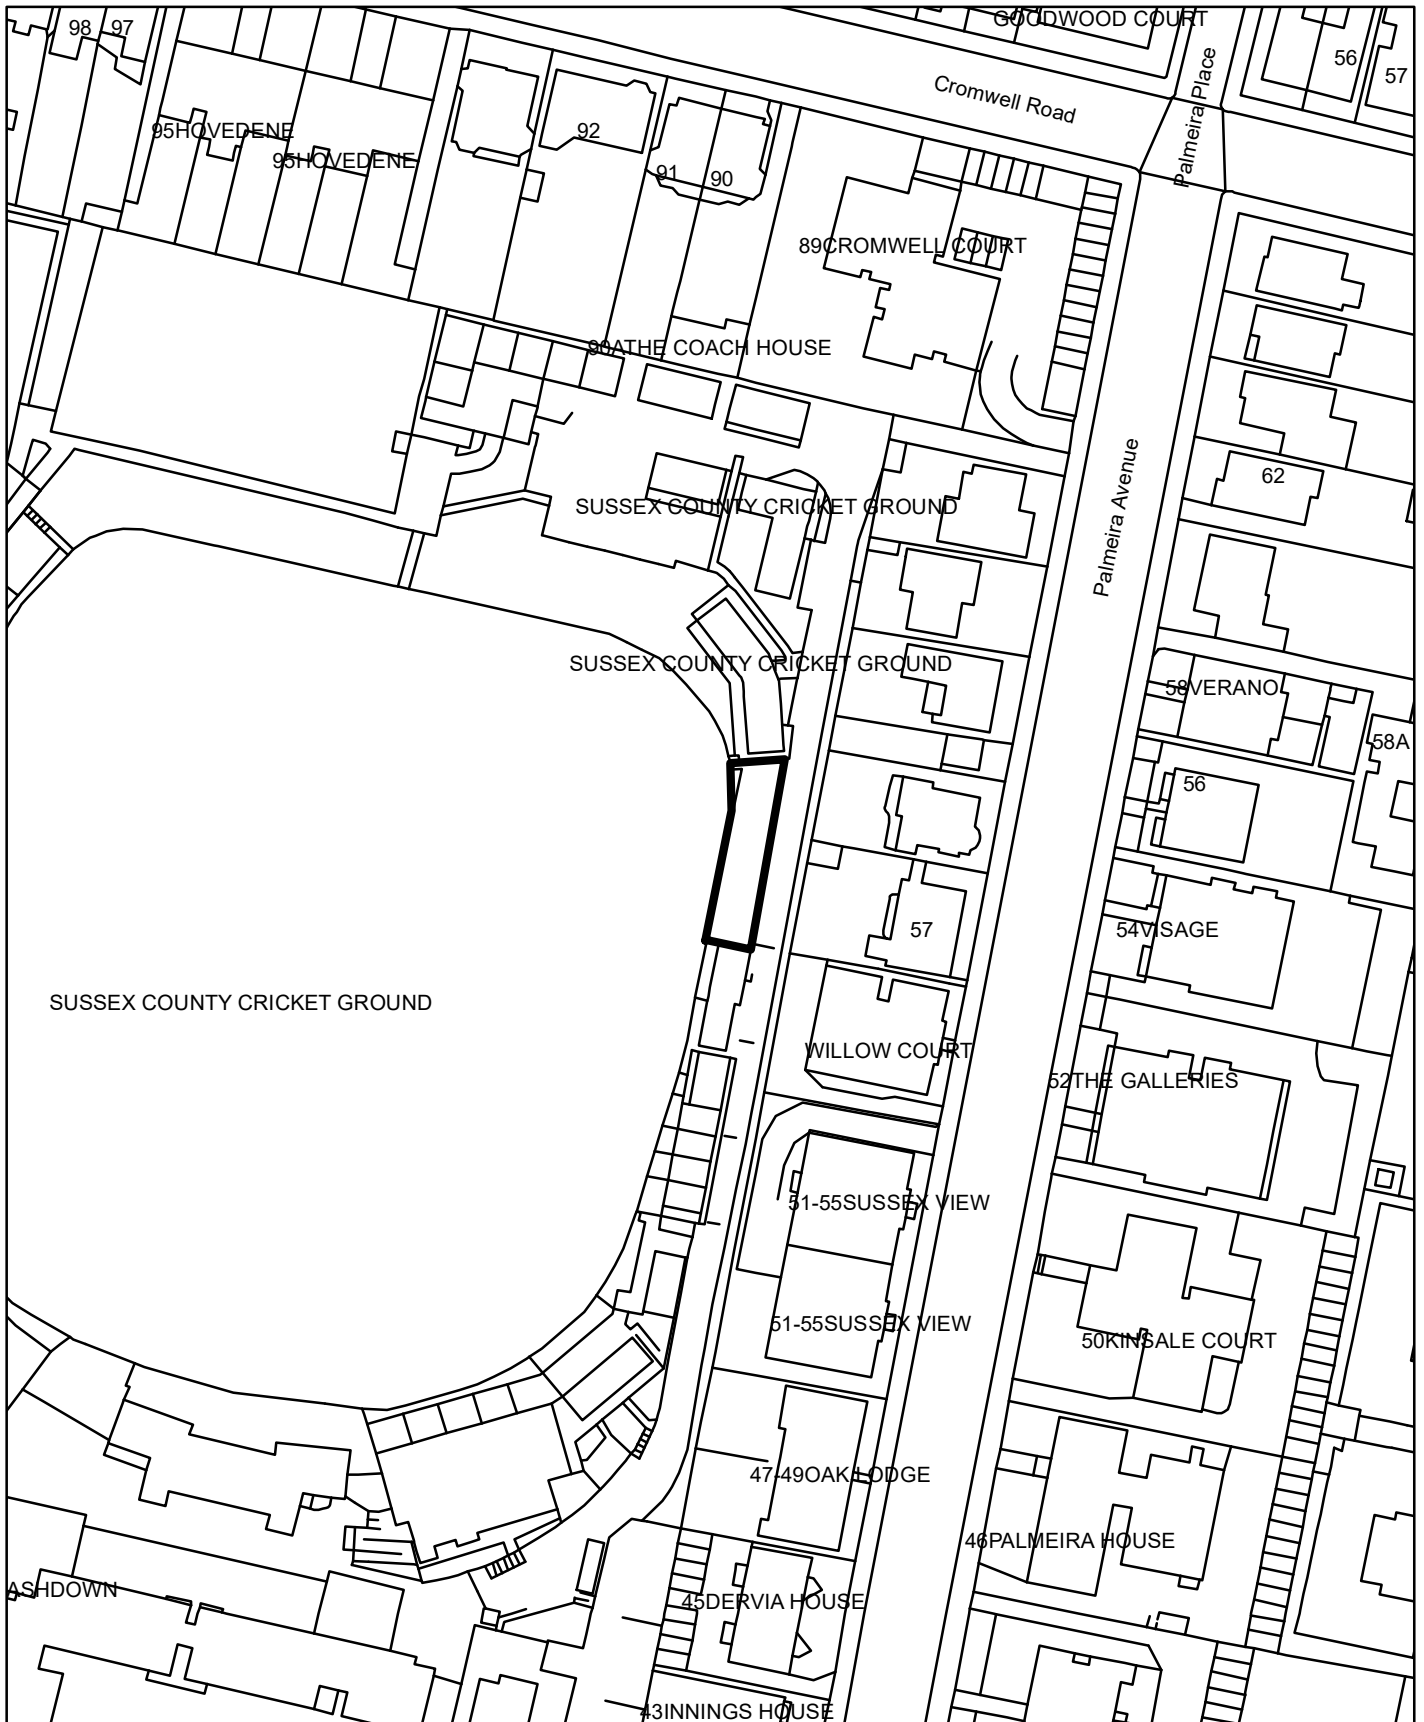 GOODWOOD COURT
98 97
56
57
Cromwell Road
Palmeira Place
95HOVEDENE
95HOVEDENE
92
91
90
89CROMWELL COURT
90ATHE COACH HOUSE
Palmeira Avenue
62
SUSSEX COUNTY CRICKET GROUND
SUSSEX COUNTY CRICKET GROUND
58VERANO
58A
56
57
54VISAGE
SUSSEX COUNTY CRICKET GROUND
WILLOW COURT
52THE GALLERIES
51-55SUSSEX VIEW
51-55SUSSEX VIEW
50KINSALE COURT
47-49OAK LODGE
46PALMEIRA HOUSE
ASHDOWN
45DERVIA HOUSE
43INNINGS HOUSE